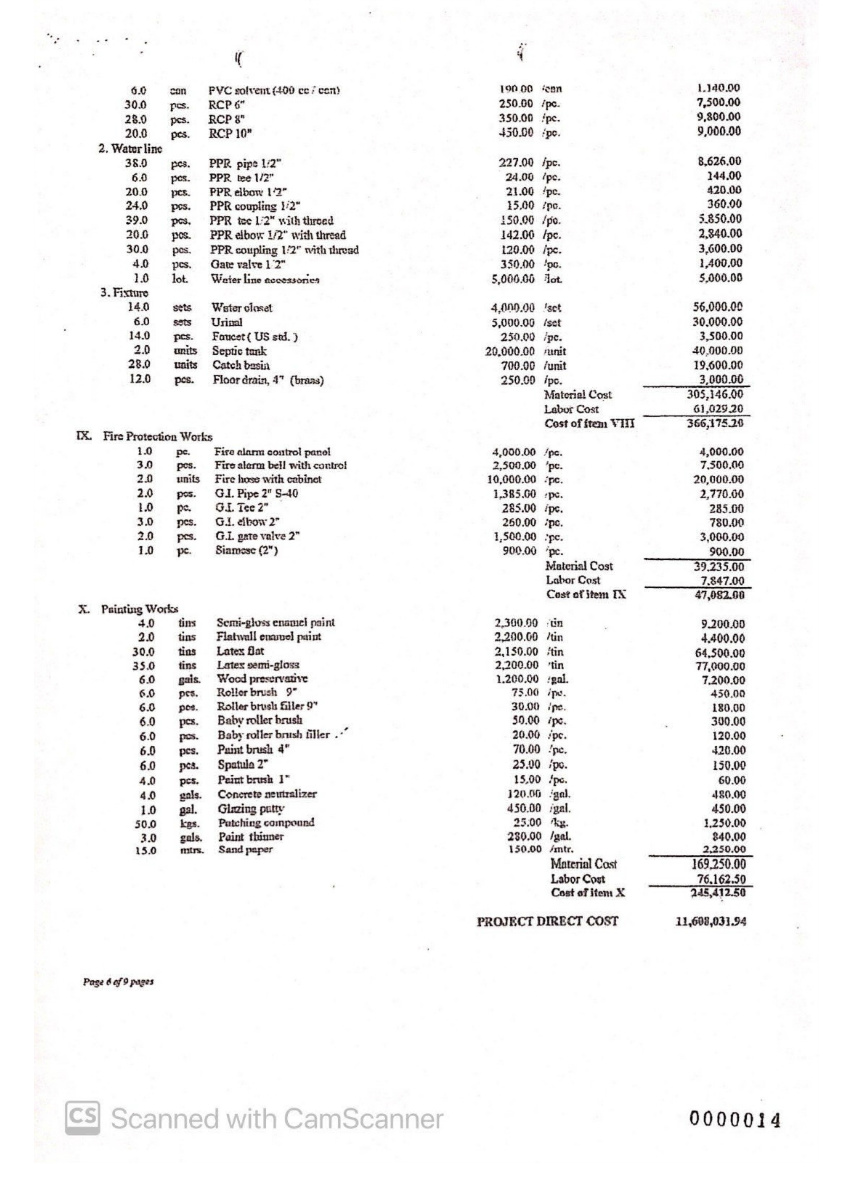 6.0 can PVC solvent (400 cc / can) 190.00 /can 1,140.00
30.0 pcs. RCP 6" 250.00 /pc. 7,500.00
28.0 pcs. RCP 8" 350.00 /pc. 9,800.00
20.0 pcs. RCP 10" 450.00 /pc. 9,000.00
2. Water line
38.0 pcs. PPR pipe 1/2" 227.00 /pc. 8,626.00
6.0 pcs. PPR tee 1/2" 24.00 /pc. 144.00
20.0 pcs. PPR elbow 1/2" 21.00 /pc. 420.00
24.0 pcs. PPR coupling 1/2" 15.00 /pc. 360.00
39.0 pcs. PPR tee 1/2" with thread 150.00 /pc. 5,850.00
20.0 pcs. PPR elbow 1/2" with thread 142.00 /pc. 2,840.00
30.0 pcs. PPR coupling 1/2" with thread 120.00 /pc. 3,600.00
4.0 pcs. Gate valve 1/2" 350.00 /pc. 1,400.00
1.0 lot. Water line accessories 5,000.00 /lot. 5,000.00
3. Fixture
14.0 sets Water closet 4,000.00 /set 56,000.00
6.0 sets Urinal 5,000.00 /set 30,000.00
14.0 pcs. Faucet ( US std. ) 250.00 /pc. 3,500.00
2.0 units Septic tank 20,000.00 /unit 40,000.00
28.0 units Catch basin 700.00 /unit 19,600.00
12.0 pcs. Floor drain, 4" (brass) 250.00 /pc. 3,000.00
Material Cost 305,146.00
Labor Cost 61,029.20
Cost of item VIII 366,175.20
IX. Fire Protection Works
1.0 pc. Fire alarm control panel 4,000.00 /pc. 4,000.00
3.0 pcs. Fire alarm bell with control 2,500.00 /pc. 7,500.00
2.0 units Fire hose with cabinet 10,000.00 /pc. 20,000.00
2.0 pcs. G.I. Pipe 2" S-40 1,385.00 /pc. 2,770.00
1.0 pc. G.I. Tee 2" 285.00 /pc. 285.00
3.0 pcs. G.I. elbow 2" 260.00 /pc. 780.00
2.0 pcs. G.I. gate valve 2" 1,500.00 /pc. 3,000.00
1.0 pc. Siamese (2") 900.00 /pc. 900.00
Material Cost 39,235.00
Labor Cost 7,847.00
Cost of item IX 47,082.00
X. Painting Works
4.0 tins Semi-gloss enamel paint 2,300.00 /tin 9,200.00
2.0 tins Flatwall enamel paint 2,200.00 /tin 4,400.00
30.0 tins Latex flat 2,150.00 /tin 64,500.00
35.0 tins Latex semi-gloss 2,200.00 /tin 77,000.00
6.0 gals. Wood preservative 1,200.00 /gal. 7,200.00
6.0 pcs. Roller brush 9" 75.00 /pc. 450.00
6.0 pcs. Roller brush filler 9" 30.00 /pc. 180.00
6.0 pcs. Baby roller brush 50.00 /pc. 300.00
6.0 pcs. Baby roller brush filler 20.00 /pc. 120.00
6.0 pcs. Paint brush 4" 70.00 /pc. 420.00
6.0 pcs. Spatula 2" 25.00 /pc. 150.00
4.0 pcs. Paint brush 1" 15.00 /pc. 60.00
4.0 gals. Concrete neutralizer 120.00 /gal. 480.00
1.0 gal. Glazing putty 450.00 /gal. 450.00
50.0 kgs. Patching compound 25.00 /kg. 1,250.00
3.0 gals. Paint thinner 280.00 /gal. 840.00
15.0 mtrs. Sand paper 150.00 /mtr. 2,250.00
Material Cost 169,250.00
Labor Cost 76,162.50
Cost of item X 245,412.50
PROJECT DIRECT COST 11,608,031.94
Page 6 of 9 pages
CS Scanned with CamScanner
0000014